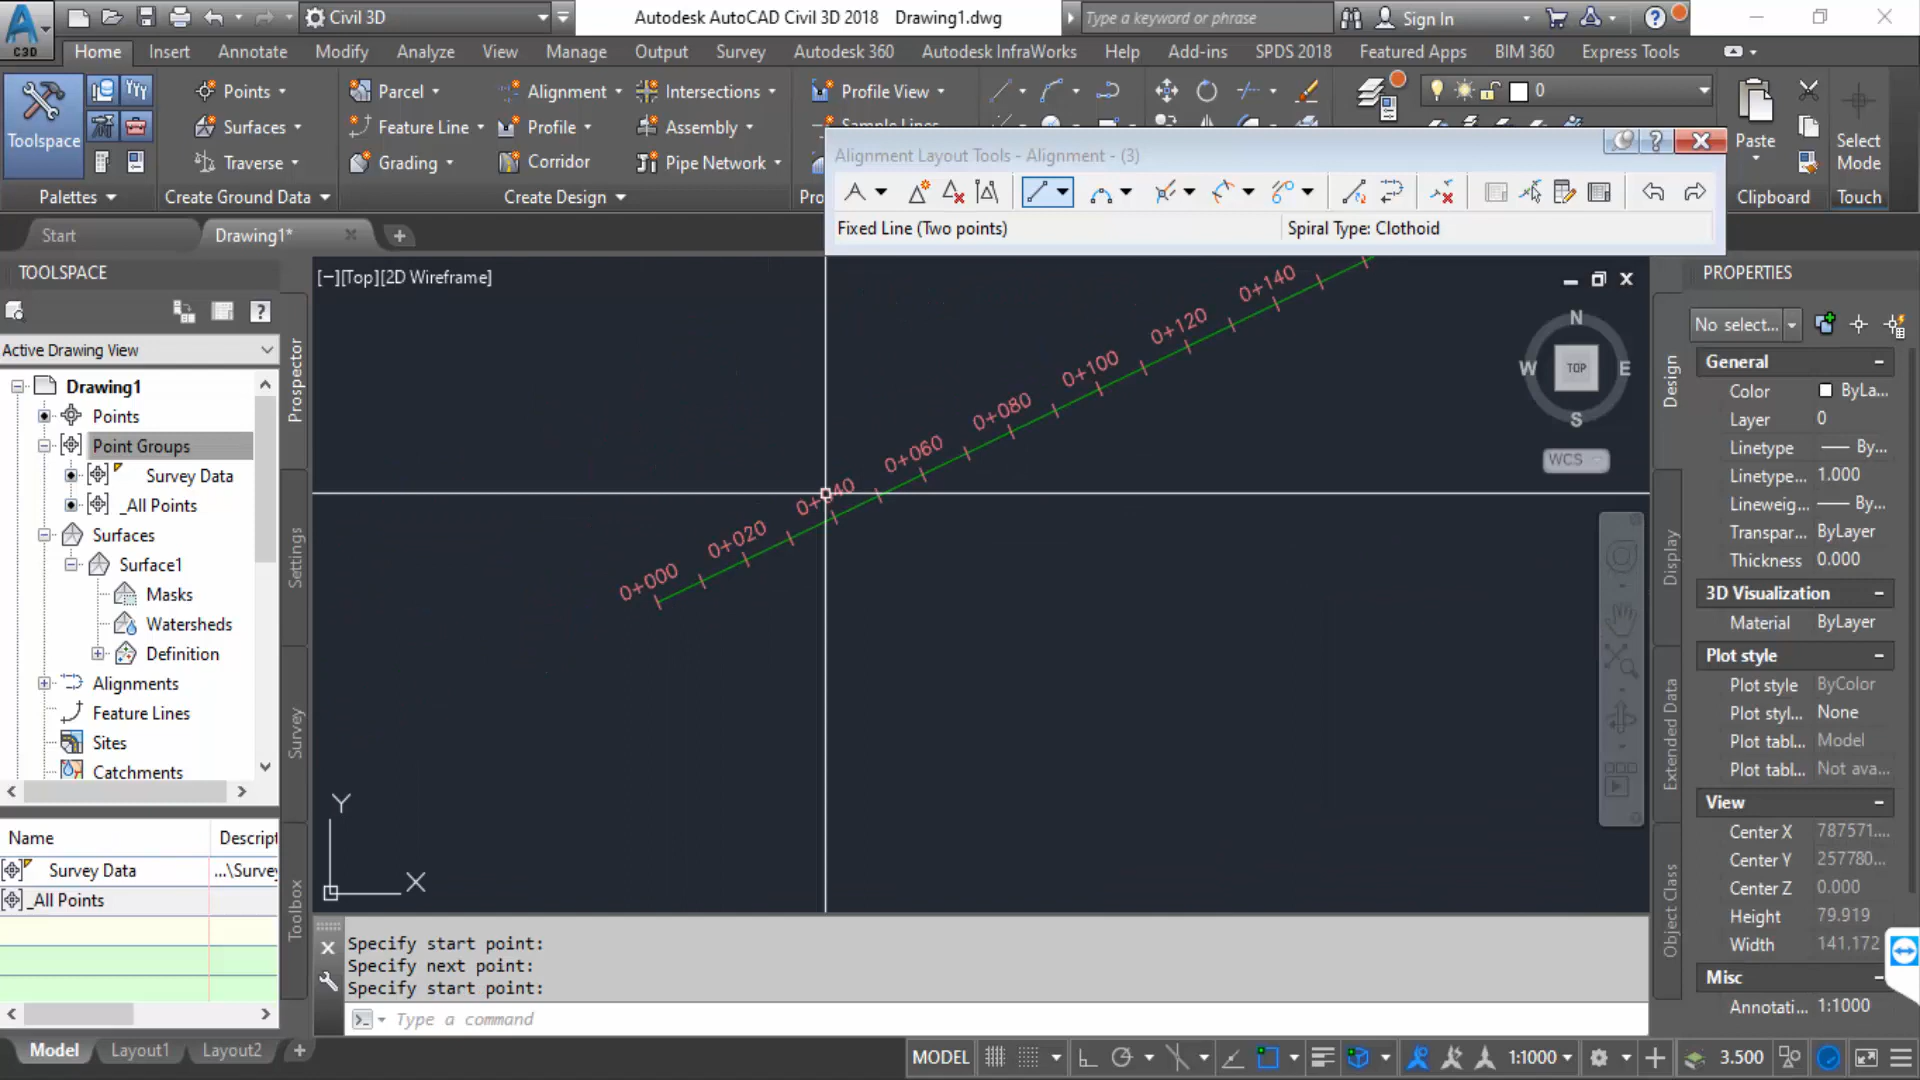 C3D
Civil 3D
Autodesk AutoCAD Civil 3D 2018 Drawing1.dwg
Type a keyword or phrase
Sign In
Home Insert Annotate Modify Analyze View Manage Output Survey Autodesk 360 Autodesk InfraWorks Help Add-ins SPDS 2018 Featured Apps BIM 360 Express Tools
Toolspace
Points
Surfaces
Traverse
Parcel
Feature Line
Grading
Alignment
Profile
Corridor
Intersections
Assembly
Pipe Network
Profile View
0
Paste
Select
Mode
Palettes
Create Ground Data
Create Design
Clipboard
Touch
Alignment Layout Tools - Alignment - (3)
Fixed Line (Two points)
Spiral Type: Clothoid
Start
Drawing1*
TOOLSPACE
Active Drawing View
Drawing1
Points
Point Groups
Survey Data
_All Points
Surfaces
Surface1
Masks
Watersheds
Definition
Alignments
Feature Lines
Sites
Catchments
Name Descript
Survey Data ...\Surve
_All Points
Prospector
Settings
Survey
Toolbox
[−][Top][2D Wireframe]
0+000
0+020
0+060
0+080
0+100
0+120
0+140
N
W TOP E
S
WCS
Y
X
Specify start point:
Specify next point:
Specify start point:
Type a command
PROPERTIES
No select...
Design
Display
Extended Data
Object Class
General
Color ByLa...
Layer 0
Linetype By...
Linetype... 1.000
Lineweig... By...
Transpar... ByLayer
Thickness 0.000
3D Visualization
Material ByLayer
Plot style
Plot style ByColor
Plot styl... None
Plot tabl... Model
Plot tabl... Not ava...
View
Center X 787571....
Center Y 257780...
Center Z 0.000
Height 79.919
Width 141.172
Misc
Annotati... 1:1000
Model Layout1 Layout2
MODEL
1:1000
3.500